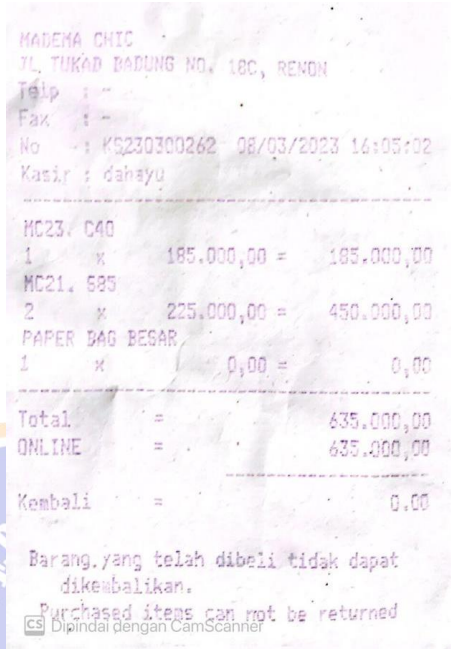 MADEMA CHIC
JL. TUKAD BADUNG NO. 18C, RENON
Telp : -
Fax : -
No : KS230300262 08/03/2023 16:05:02
Kasir : dahayu
MC23. C40
1 x 185.000,00 = 185.000,00
MC21. S85
2 x 225.000,00 = 450.000,00
PAPER BAG BESAR
1 x 0,00 = 0,00
Total = 635.000,00
ONLINE = 635.000,00
Kembali = 0.00
Barang yang telah dibeli tidak dapat
dikembalikan.
Purchased items can not be returned
CS Dipindai dengan CamScanner